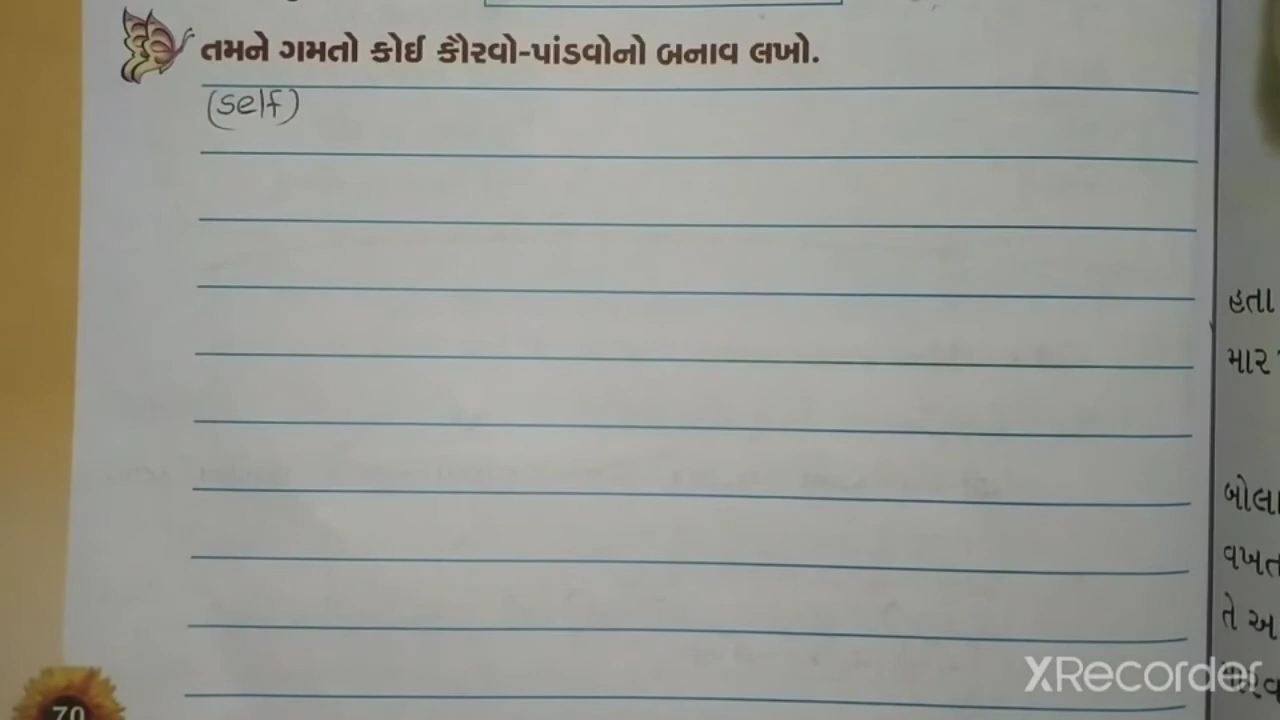 તમને ગમતો કોઈ કૌરવો-પાંડવોનો બનાવ લખો.
(self)
હતા
માર
બોલા
વખત
તે અ
XRecorder
70